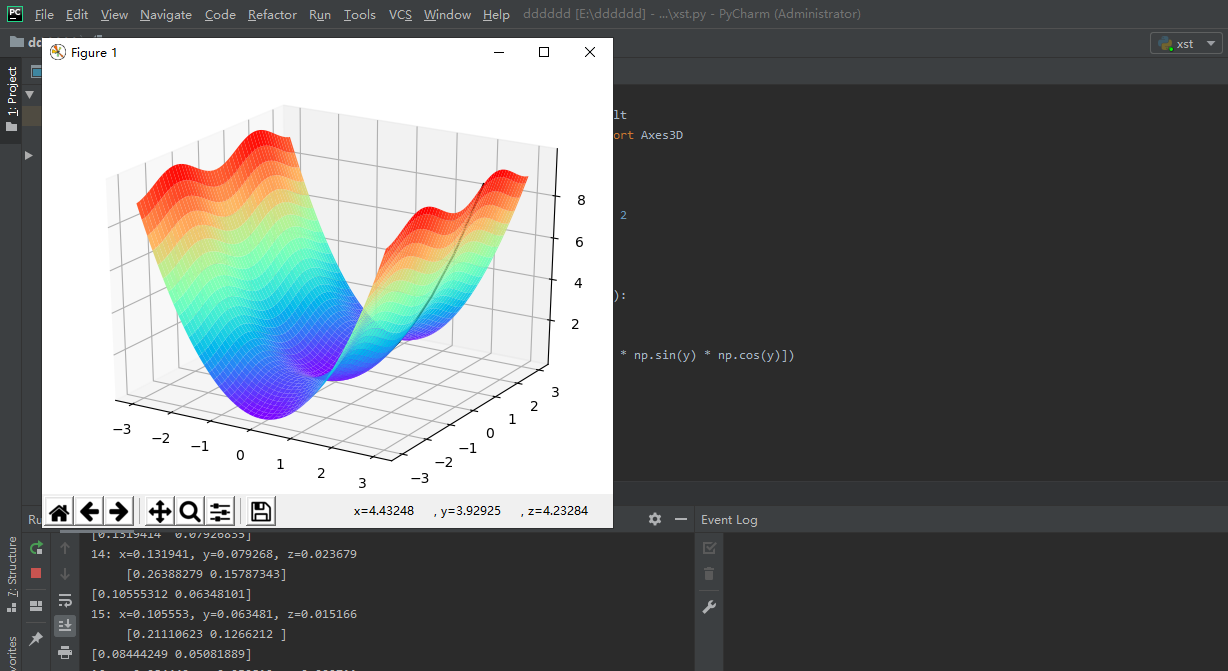 PC File Edit View Navigate Code Refactor Run Tools VCS Window Help dddddd [E:\dddddd] - ...\xst.py - PyCharm (Administrator)
xst
Figure 1
1: Project
lt
ort Axes3D
2
):
* np.sin(y) * np.cos(y)])
8
6
4
2
−3
−2
−1
0
1
2
3
−3
−2
−1
0
1
2
3
x=4.43248 , y=3.92925 , z=4.23284
Ru
Event Log
7: Structure
vorites
[0.1319414 0.07926835]
14: x=0.131941, y=0.079268, z=0.023679
[0.26388279 0.15787343]
[0.10555312 0.06348101]
15: x=0.105553, y=0.063481, z=0.015166
[0.21110623 0.1266212 ]
[0.08444249 0.05081889]